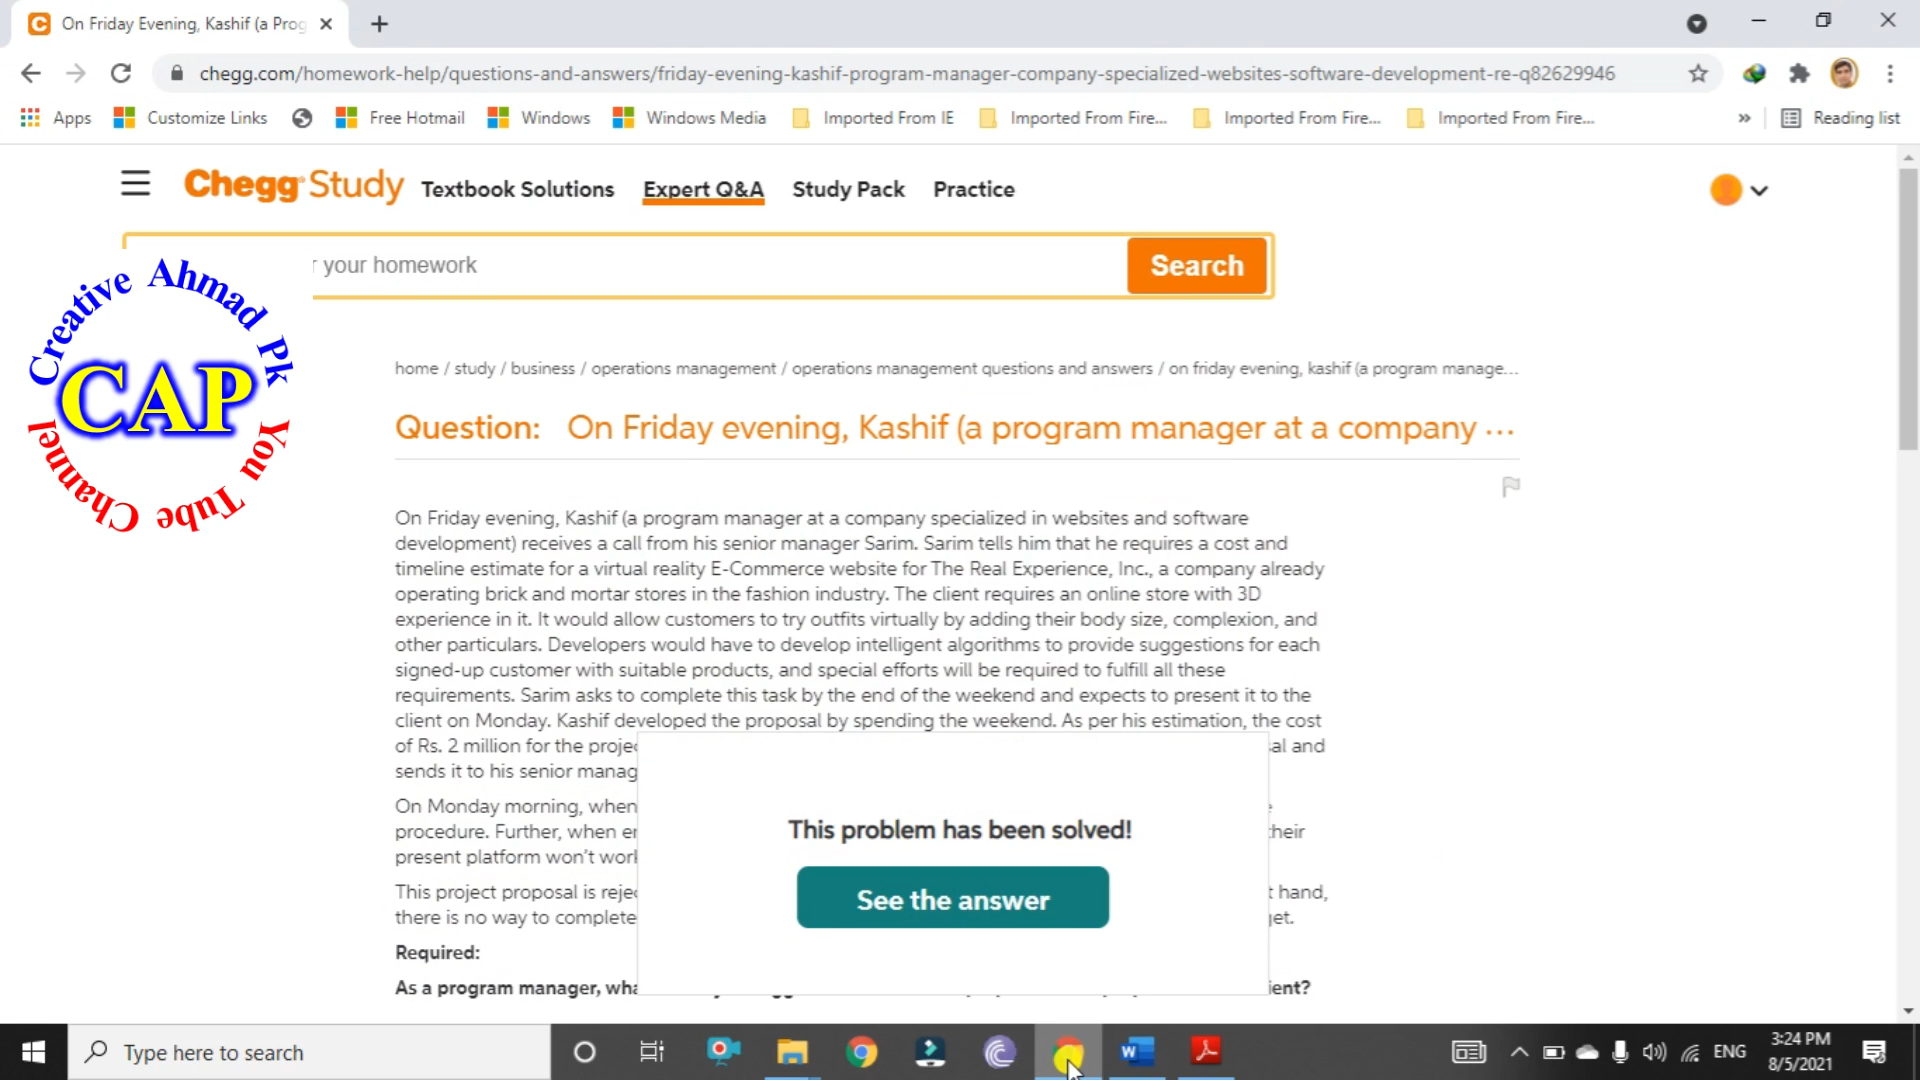 On Friday Evening, Kashif (a Prog
chegg.com/homework-help/questions-and-answers/friday-evening-kashif-program-manager-company-specialized-websites-software-development-re-q82629946
Apps Customize Links Free Hotmail Windows Windows Media Imported From IE Imported From Fire... Imported From Fire... Imported From Fire... » Reading list
Chegg Study Textbook Solutions Expert Q&A Study Pack Practice
your homework Search
Creative Ahmad Pk
CAP
You Tube Channel
home / study / business / operations management / operations management questions and answers / on friday evening, kashif (a program manage...
Question: On Friday evening, Kashif (a program manager at a company ...
On Friday evening, Kashif (a program manager at a company specialized in websites and software
development) receives a call from his senior manager Sarim. Sarim tells him that he requires a cost and
timeline estimate for a virtual reality E-Commerce website for The Real Experience, Inc., a company already
operating brick and mortar stores in the fashion industry. The client requires an online store with 3D
experience in it. It would allow customers to try outfits virtually by adding their body size, complexion, and
other particulars. Developers would have to develop intelligent algorithms to provide suggestions for each
signed-up customer with suitable products, and special efforts will be required to fulfill all these
requirements. Sarim asks to complete this task by the end of the weekend and expects to present it to the
client on Monday. Kashif developed the proposal by spending the weekend. As per his estimation, the cost
of Rs. 2 million for the projec al and
sends it to his senior manag
On Monday morning, when
procedure. Further, when er heir
present platform won't work
This project proposal is reje hand,
there is no way to complete et.
This problem has been solved!
See the answer
Required:
As a program manager, wha ient?
Type here to search
ENG
3:24 PM
8/5/2021